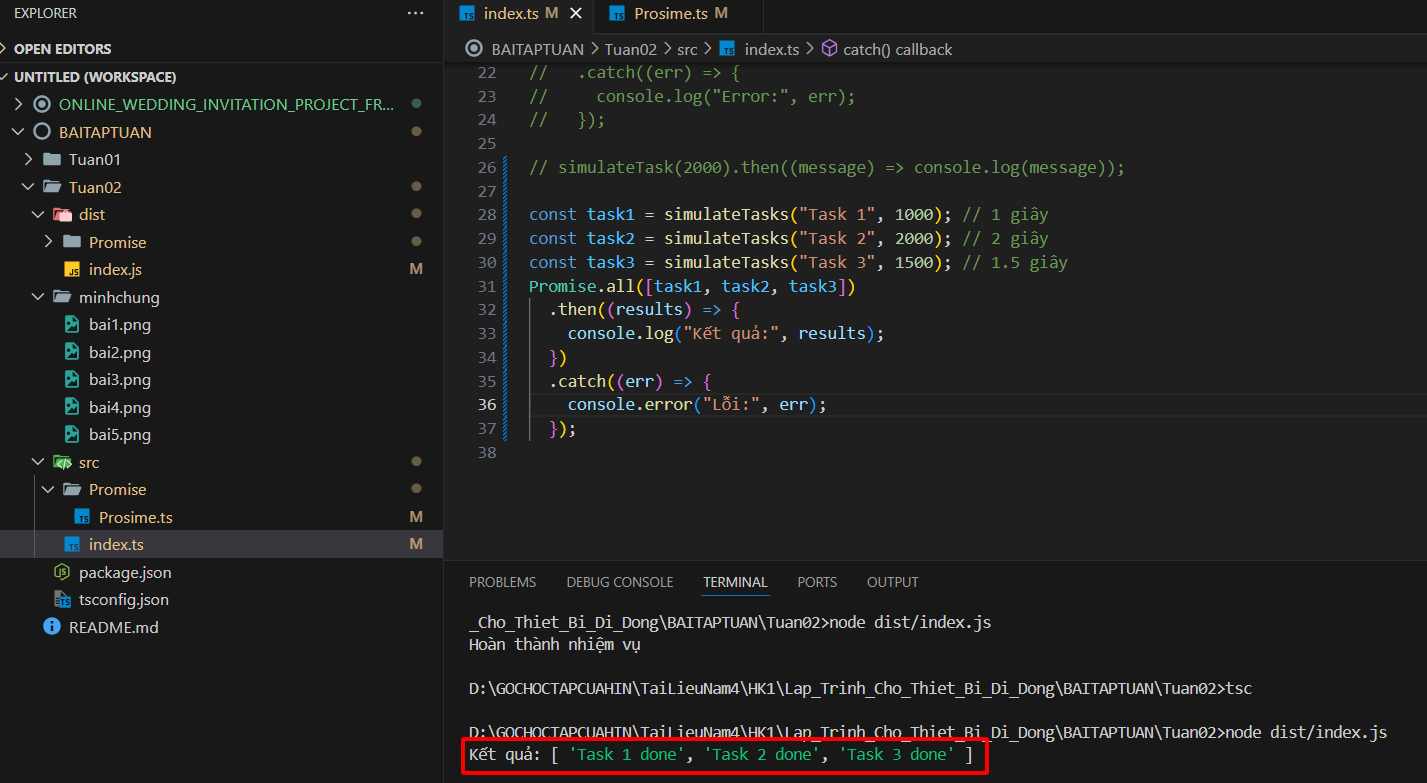 EXPLORER
···
OPEN EDITORS
UNTITLED (WORKSPACE)
ONLINE_WEDDING_INVITATION_PROJECT_FR...
BAITAPTUAN
Tuan01
Tuan02
dist
Promise
index.js M
minhchung
bai1.png
bai2.png
bai3.png
bai4.png
bai5.png
src
Promise
Prosime.ts M
index.ts M
package.json
tsconfig.json
README.md
index.ts M
Prosime.ts M
BAITAPTUAN > Tuan02 > src > index.ts > catch() callback
22 //   .catch((err) => {
23 //     console.log("Error:", err);
24 //   });
25
26 // simulateTask(2000).then((message) => console.log(message));
27
28 const task1 = simulateTasks("Task 1", 1000); // 1 giây
29 const task2 = simulateTasks("Task 2", 2000); // 2 giây
30 const task3 = simulateTasks("Task 3", 1500); // 1.5 giây
31 Promise.all([task1, task2, task3])
32   .then((results) => {
33     console.log("Kết quả:", results);
34   })
35   .catch((err) => {
36     console.error("Lỗi:", err);
37   });
38
PROBLEMS DEBUG CONSOLE TERMINAL PORTS OUTPUT
_Cho_Thiet_Bi_Di_Dong\BAITAPTUAN\Tuan02>node dist/index.js
Hoàn thành nhiệm vụ
D:\GOCHOCTAPCUAHIN\TaiLieuNam4\HK1\Lap_Trinh_Cho_Thiet_Bi_Di_Dong\BAITAPTUAN\Tuan02>tsc
D:\GOCHOCTAPCUAHIN\TaiLieuNam4\HK1\Lap_Trinh_Cho_Thiet_Bi_Di_Dong\BAITAPTUAN\Tuan02>node dist/index.js
Kết quả: [ 'Task 1 done', 'Task 2 done', 'Task 3 done' ]